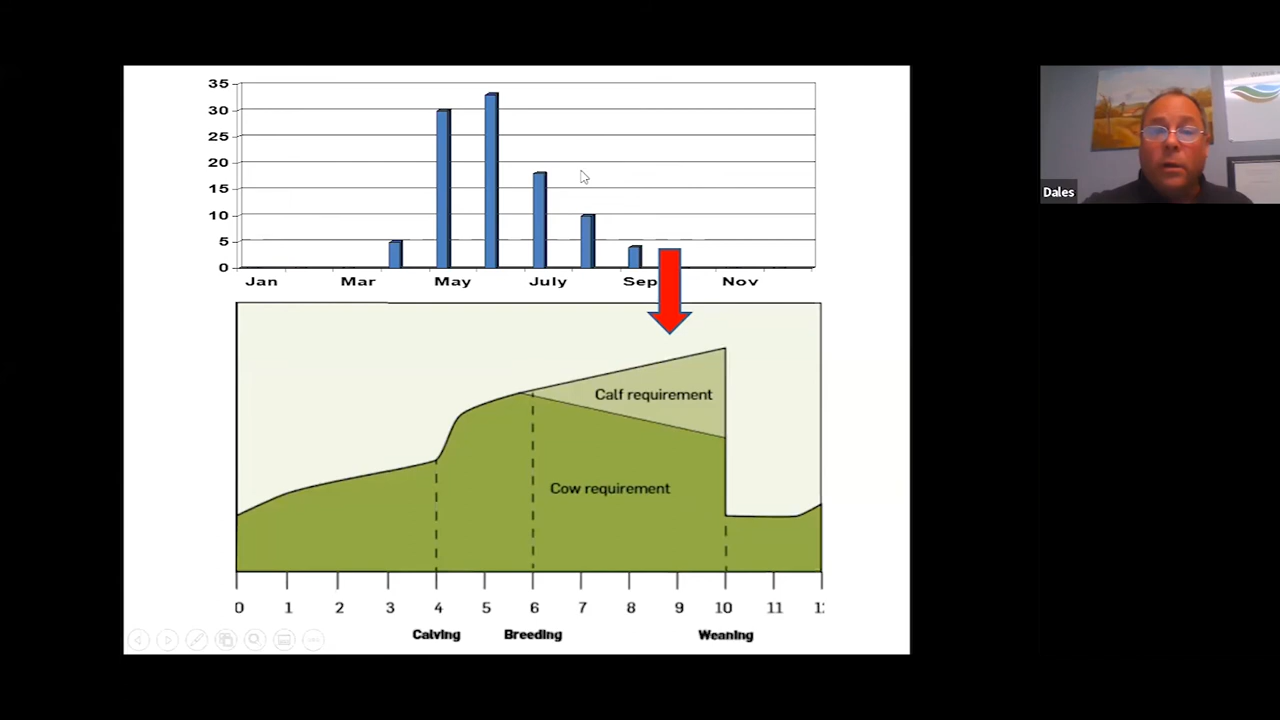 35
30
25
20
15
10
5
0
Jan Mar May July Sep Nov
Calf requirement
Cow requirement
0 1 2 3 4 5 6 7 8 9 10 11 1
Calving Breeding Weaning
Dales